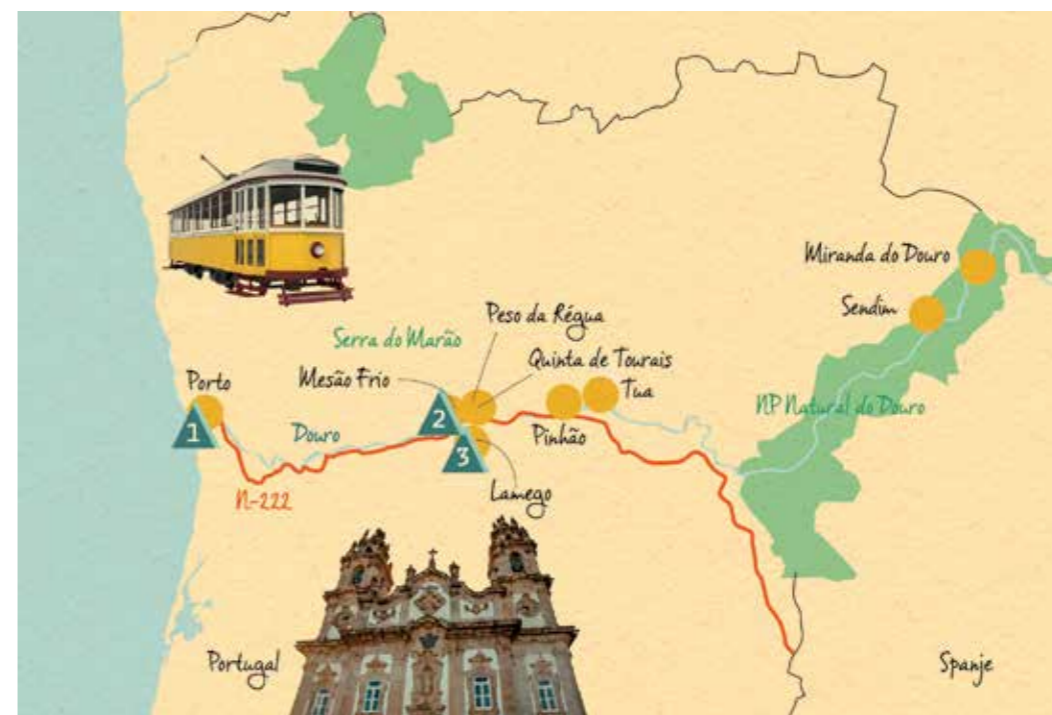 Miranda do Douro
Sendim
Peso da Régua
Serra do Marão
Quinta de Tourais
Mesão Frio
Porto
Tua
NP Natural do Douro
1
2
Douro
Pinhão
3
N-222
Lamego
Portugal
Spanje